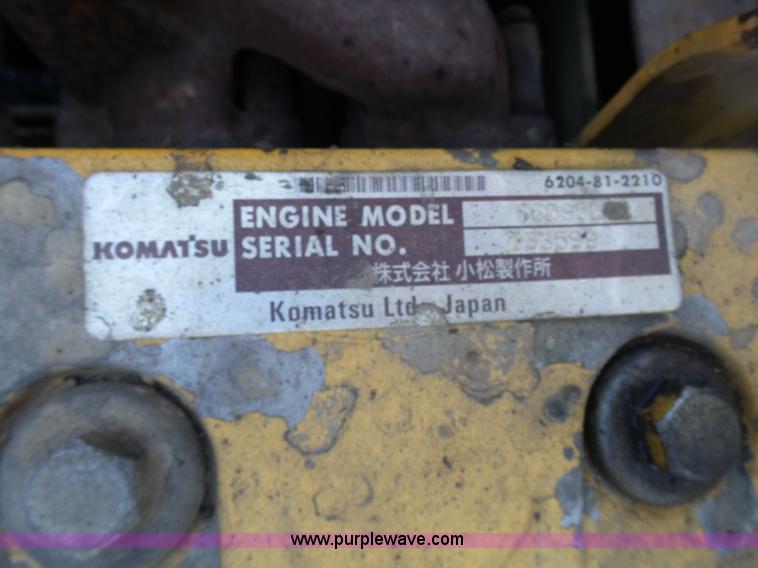 6204-81-2210
KOMATSU
ENGINE MODEL
SERIAL NO.
株式会社 小松製作所
Komatsu Ltd. Japan
www.purplewave.com